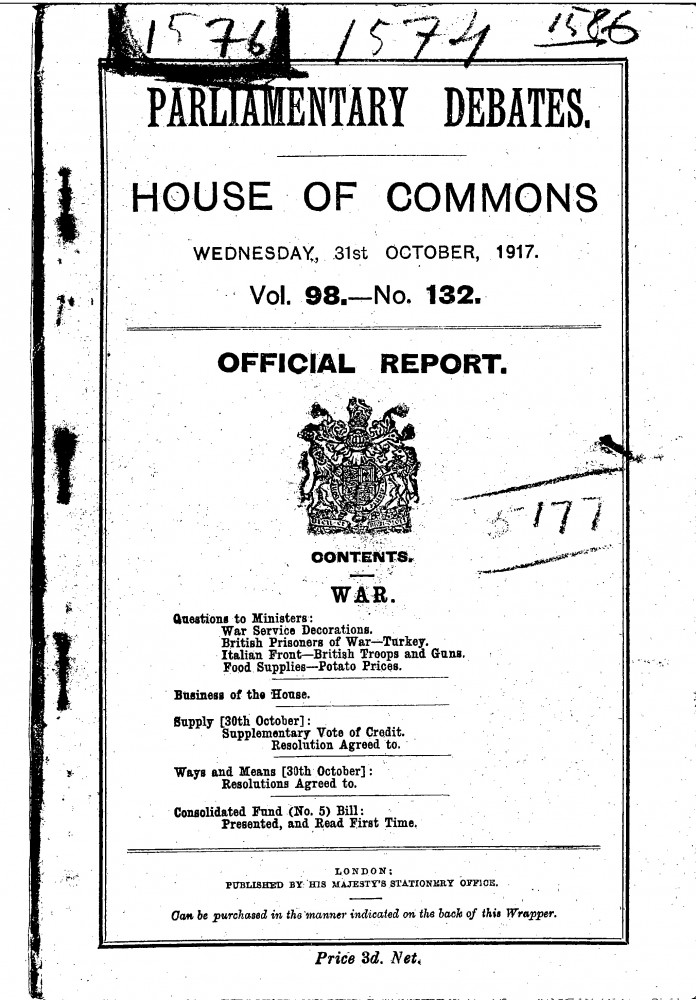 1576 1574 1586
PARLIAMENTARY DEBATES.
HOUSE OF COMMONS
WEDNESDAY, 31st OCTOBER, 1917.
Vol. 98.—No. 132.
OFFICIAL REPORT.
5177
CONTENTS.
WAR.
Questions to Ministers:
War Service Decorations.
British Prisoners of War—Turkey.
Italian Front—British Troops and Guns.
Food Supplies—Potato Prices.
Business of the House.
Supply [30th October]:
Supplementary Vote of Credit.
Resolution Agreed to.
Ways and Means [30th October]:
Resolutions Agreed to.
Consolidated Fund (No. 5) Bill:
Presented, and Read First Time.
LONDON:
PUBLISHED BY HIS MAJESTY'S STATIONERY OFFICE.
Can be purchased in the manner indicated on the back of this Wrapper.
Price 3d. Net.